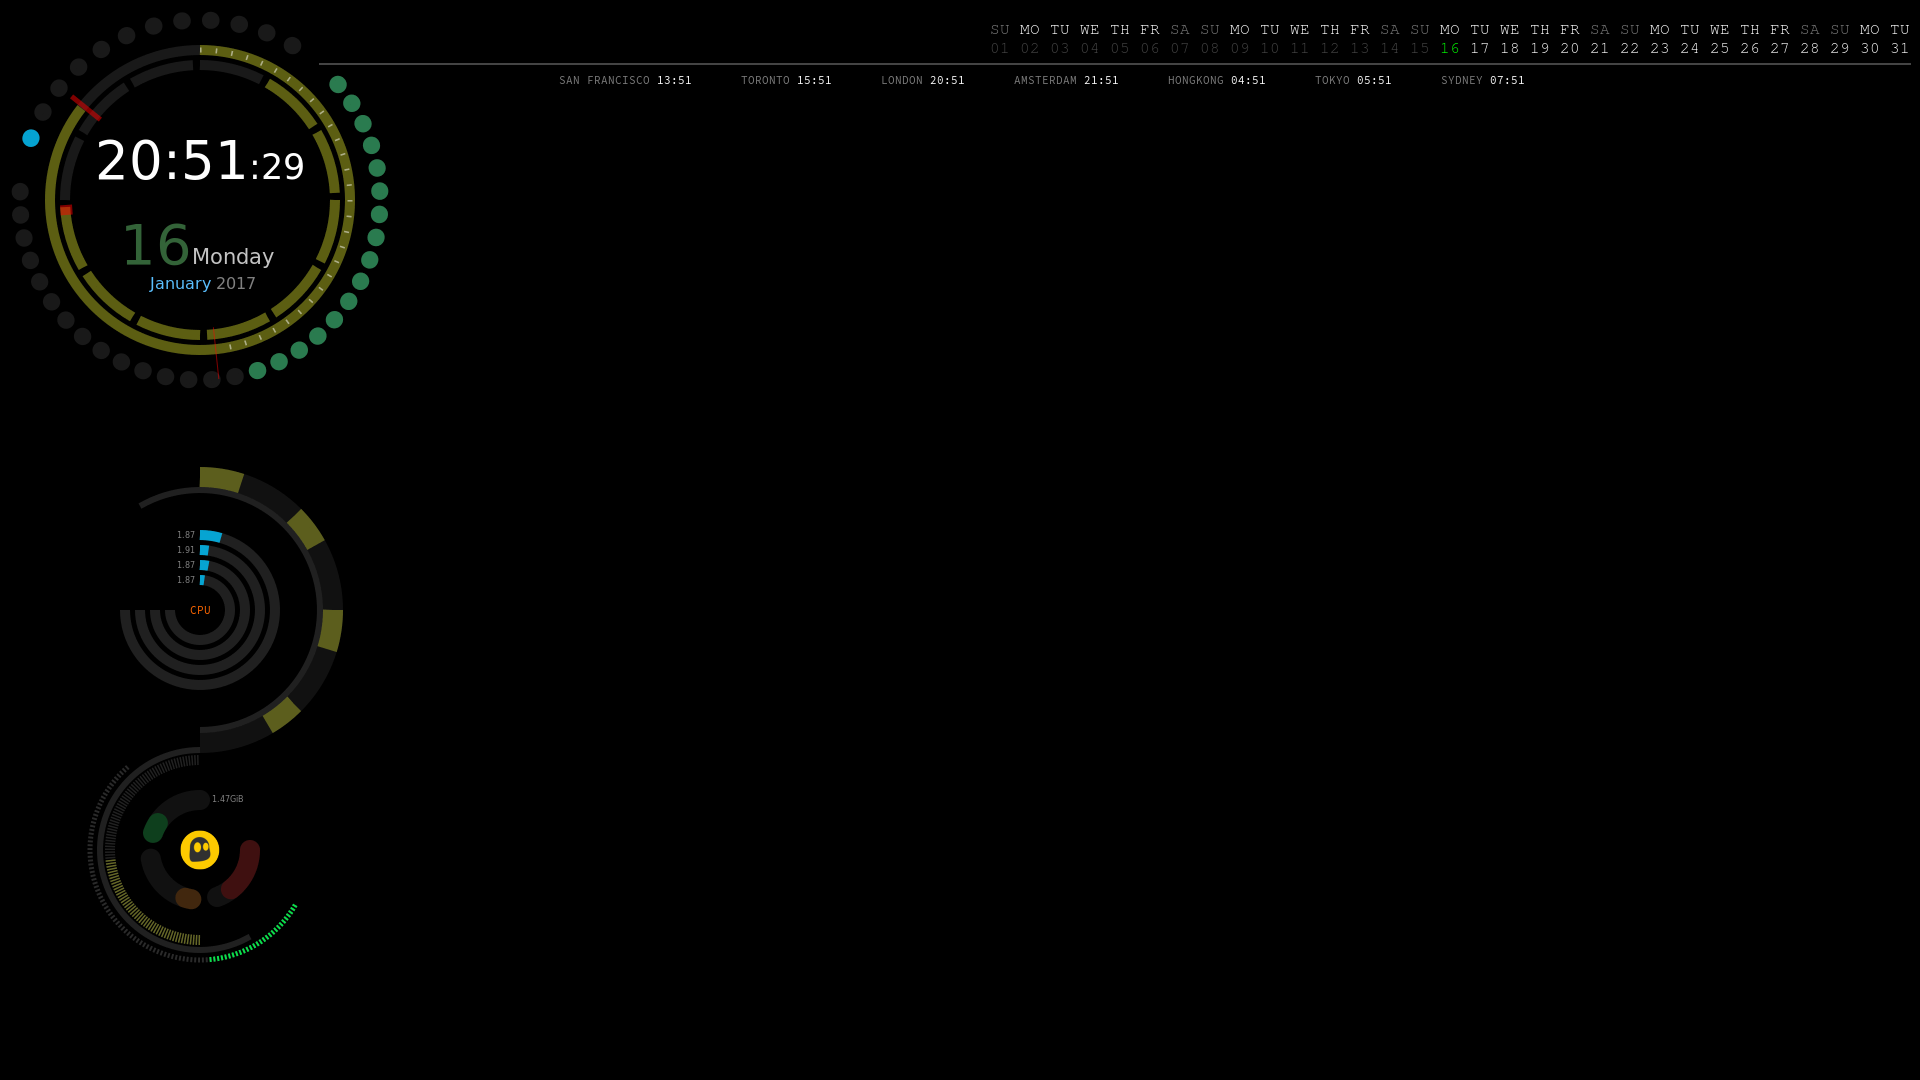 SU MO TU WE TH FR SA SU MO TU WE TH FR SA SU MO TU WE TH FR SA SU MO TU WE TH FR SA SU MO TU
01 02 03 04 05 06 07 08 09 10 11 12 13 14 15 16 17 18 19 20 21 22 23 24 25 26 27 28 29 30 31
SAN FRANCISCO 13:51 TORONTO 15:51 LONDON 20:51 AMSTERDAM 21:51 HONGKONG 04:51 TOKYO 05:51 SYDNEY 07:51
20:51:29
16 Monday
January 2017
1.87
1.91
1.87
1.87
CPU
1.47GiB